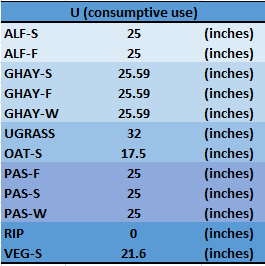 U (consumptive use)
ALF-S 25 (inches)
ALF-F 25 (inches)
GHAY-S 25.59 (inches)
GHAY-F 25.59 (inches)
GHAY-W 25.59 (inches)
UGRASS 32 (inches)
OAT-S 17.5 (inches)
PAS-F 25 (inches)
PAS-S 25 (inches)
PAS-W 25 (inches)
RIP 0 (inches)
VEG-S 21.6 (inches)